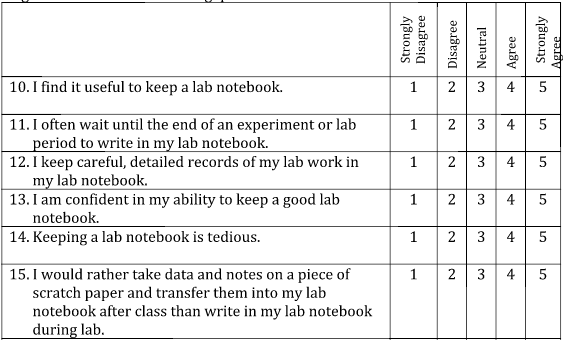 Strongly
Disagree
Disagree
Neutral
Agree
Strongly
Agree
10. I find it useful to keep a lab notebook. 1 2 3 4 5
11. I often wait until the end of an experiment or lab 1 2 3 4 5
period to write in my lab notebook.
12. I keep careful, detailed records of my lab work in 1 2 3 4 5
my lab notebook.
13. I am confident in my ability to keep a good lab 1 2 3 4 5
notebook.
14. Keeping a lab notebook is tedious. 1 2 3 4 5
15. I would rather take data and notes on a piece of 1 2 3 4 5
scratch paper and transfer them into my lab
notebook after class than write in my lab notebook
during lab.